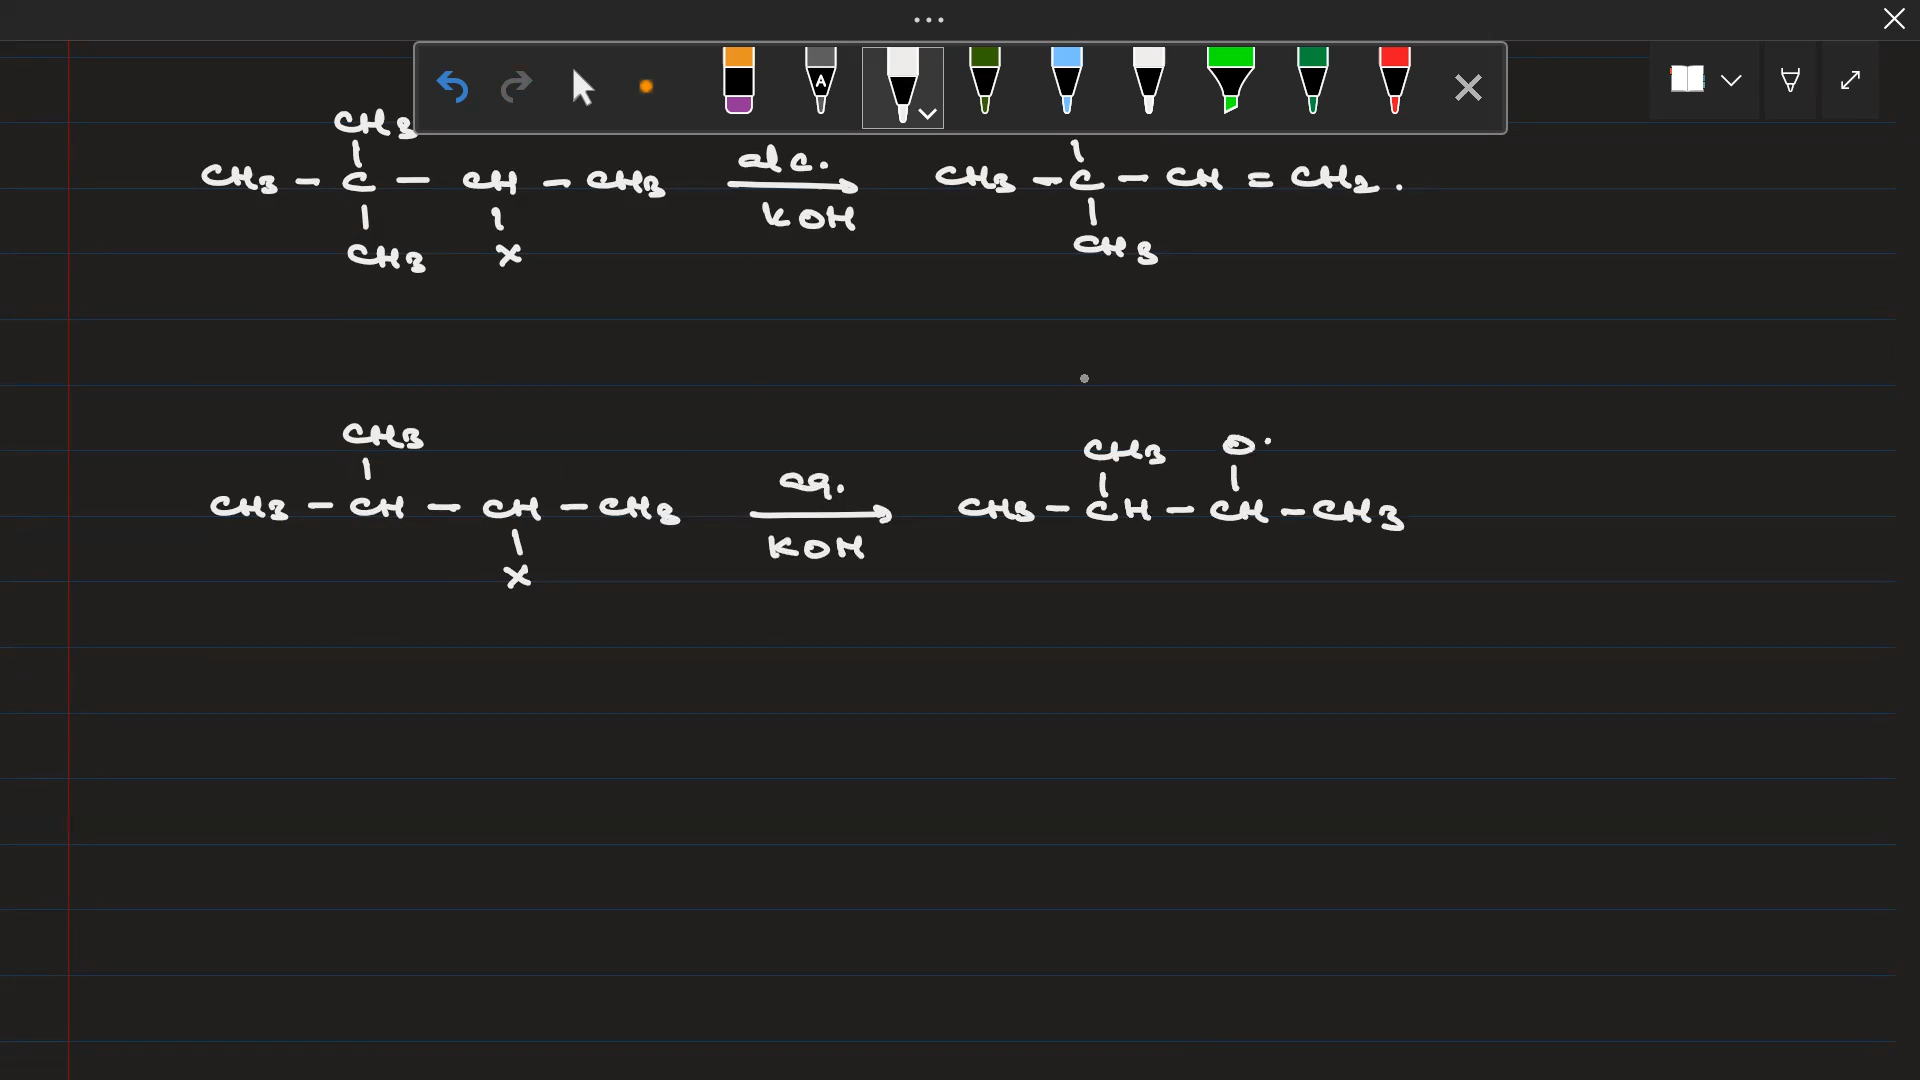 CH3
CH3 - C - CH - CH3 alc. KOH CH3 - C - CH = CH2.
CH3 X CH3
CH3 CH3 O.
CH3 - CH - CH - CH3 aq. KOH CH3 - CH - CH - CH3
X